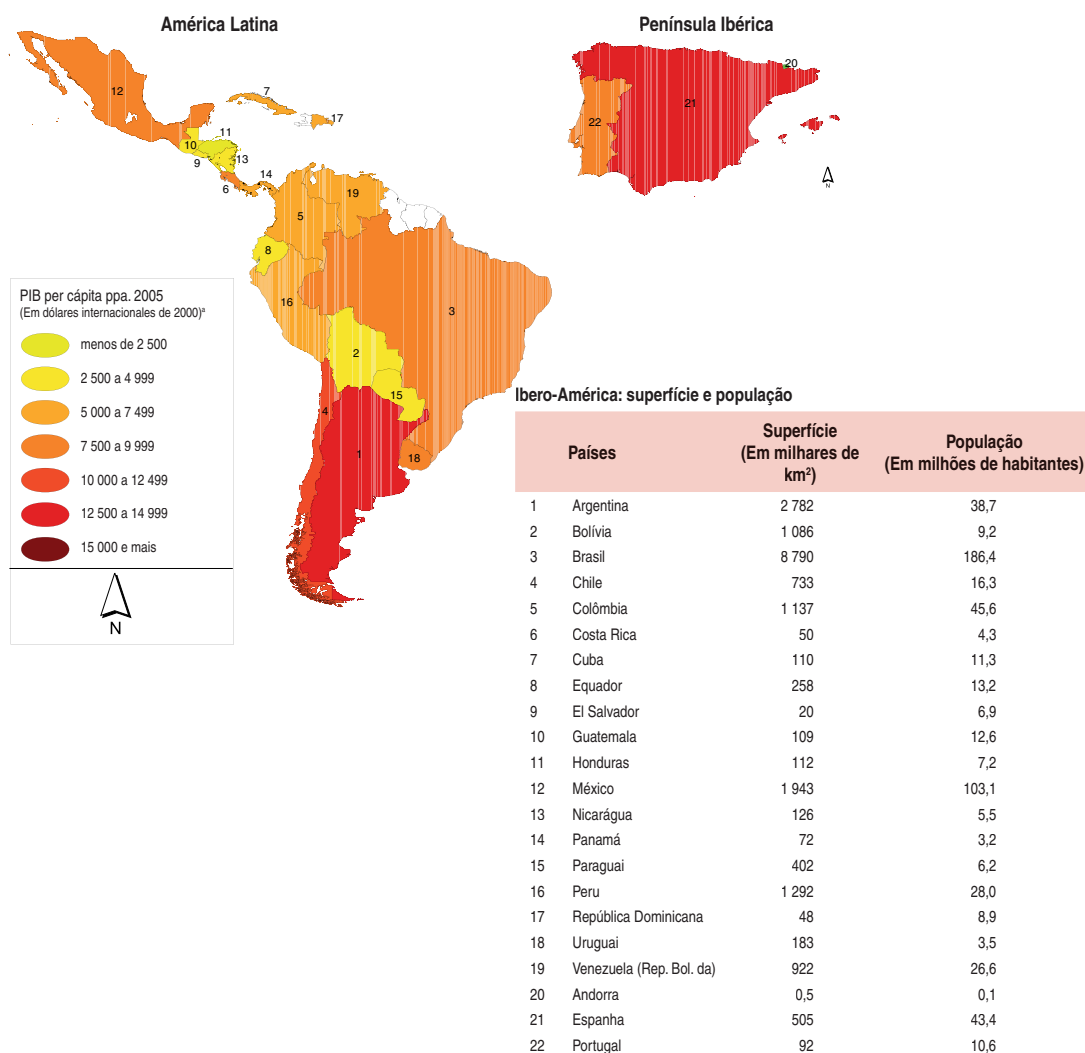 América Latina
Península Ibérica
12
7
17
11
10
13
9
14
6
19
5
8
16
3
2
15
4
1
18
20
21
22
N
PIB per cápita ppa. 2005
(Em dólares internacionales de 2000)ª
menos de 2 500
2 500 a 4 999
5 000 a 7 499
7 500 a 9 999
10 000 a 12 499
12 500 a 14 999
15 000 e mais
N
Ibero-América: superfície e população
Países Superfície (Em milhares de km²) População (Em milhões de habitantes)
1 Argentina 2 782 38,7
2 Bolívia 1 086 9,2
3 Brasil 8 790 186,4
4 Chile 733 16,3
5 Colômbia 1 137 45,6
6 Costa Rica 50 4,3
7 Cuba 110 11,3
8 Equador 258 13,2
9 El Salvador 20 6,9
10 Guatemala 109 12,6
11 Honduras 112 7,2
12 México 1 943 103,1
13 Nicarágua 126 5,5
14 Panamá 72 3,2
15 Paraguai 402 6,2
16 Peru 1 292 28,0
17 República Dominicana 48 8,9
18 Uruguai 183 3,5
19 Venezuela (Rep. Bol. da) 922 26,6
20 Andorra 0,5 0,1
21 Espanha 505 43,4
22 Portugal 92 10,6